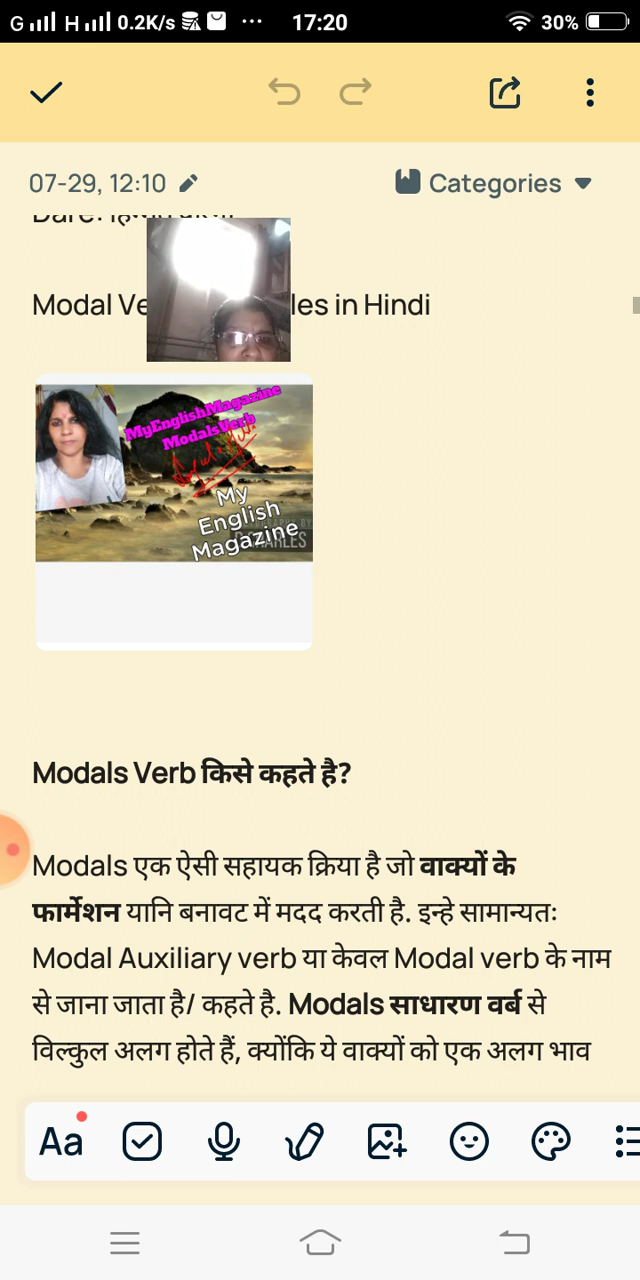 G H 0.2K/s ··· 17:20 30%
07-29, 12:10 Categories
Modal Ve les in Hindi
MyEnglishMagazine
ModalsVerb
My
English
Magazine
Modals Verb किसे कहते है?
Modals एक ऐसी सहायक क्रिया है जो वाक्यों के
फार्मेशन यानि बनावट में मदद करती है. इन्हे सामान्यतः
Modal Auxiliary verb या केवल Modal verb के नाम
से जाना जाता है/ कहते है. Modals साधारण वर्ब से
विल्कुल अलग होते हैं, क्योंकि ये वाक्यों को एक अलग भाव
Aa